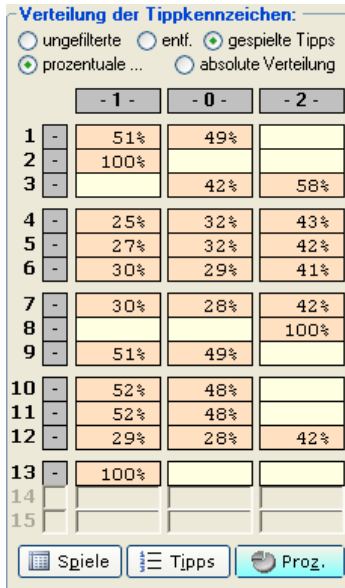 Verteilung der Tippkennzeichen:
ungefilterte entf. gespielte Tipps
prozentuale ... absolute Verteilung
- 1 - - 0 - - 2 -
1 - 51% 49%
2 - 100%
3 - 42% 58%
4 - 25% 32% 43%
5 - 27% 32% 42%
6 - 30% 29% 41%
7 - 30% 28% 42%
8 - 100%
9 - 51% 49%
10 - 52% 48%
11 - 52% 48%
12 - 29% 28% 42%
13 - 100%
14
15
Spiele Tipps Proz.